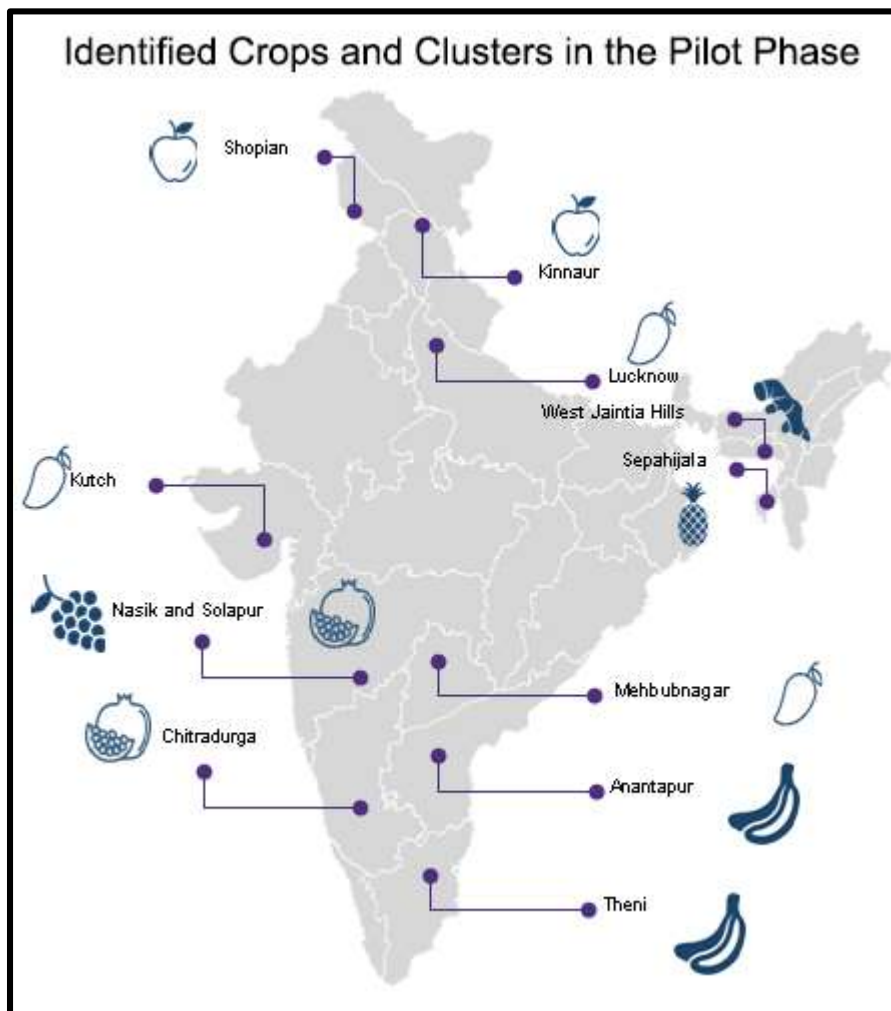 Identified Crops and Clusters in the Pilot Phase
Shopian
Kinnaur
Lucknow
West Jaintia Hills
Sepahijala
Kutch
Nasik and Solapur
Mehbubnagar
Chitradurga
Anantapur
Theni